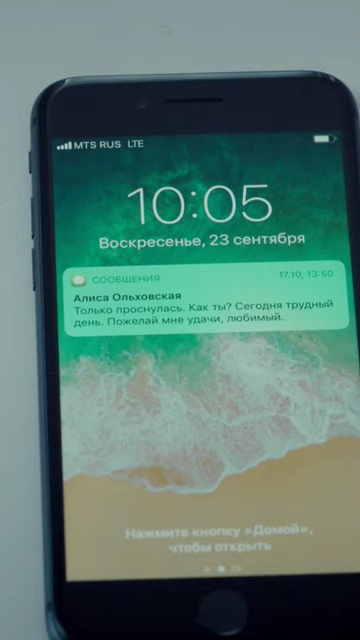 MTS RUS LTE
10:05
Воскресенье, 23 сентября
СООБЩЕНИЯ 17.10, 13:50
Алиса Ольховская
Только проснулась. Как ты? Сегодня трудный
день. Пожелай мне удачи, любимый.
Нажмите кнопку «Домой»,
чтобы открыть